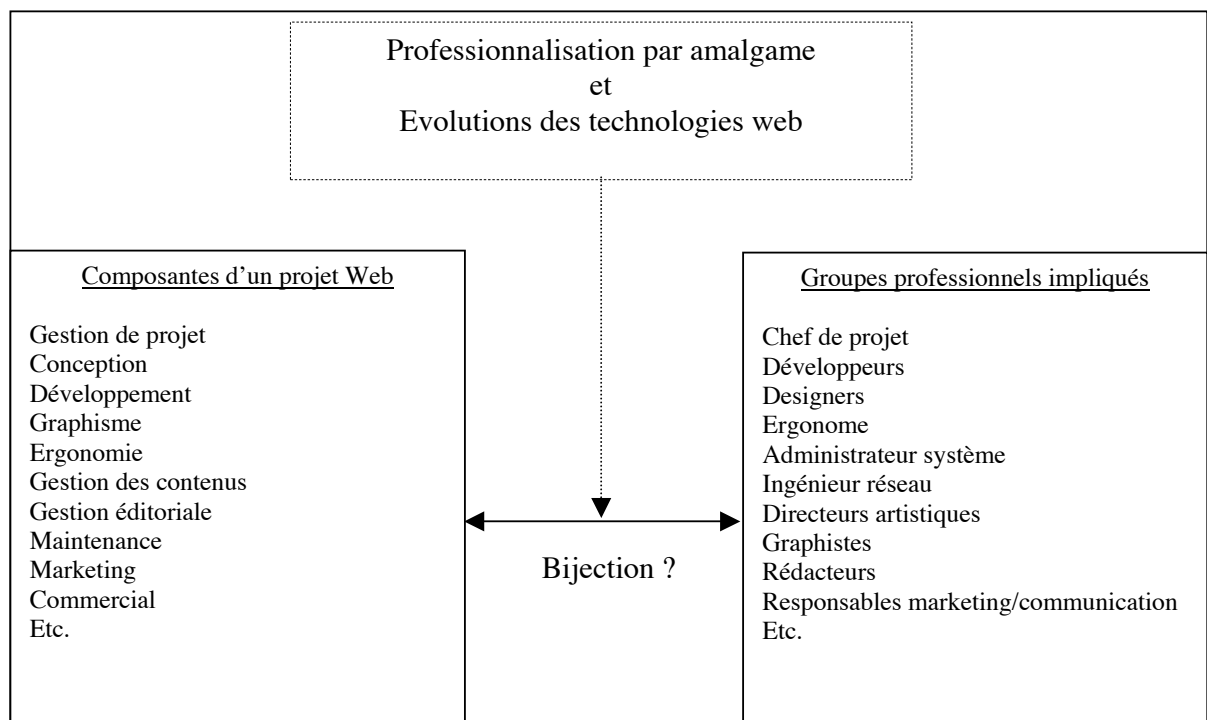 Professionnalisation par amalgame
et
Evolutions des technologies web
Composantes d’un projet Web
Gestion de projet
Conception
Développement
Graphisme
Ergonomie
Gestion des contenus
Gestion éditoriale
Maintenance
Marketing
Commercial
Etc.
Bijection ?
Groupes professionnels impliqués
Chef de projet
Développeurs
Designers
Ergonome
Administrateur système
Ingénieur réseau
Directeurs artistiques
Graphistes
Rédacteurs
Responsables marketing/communication
Etc.